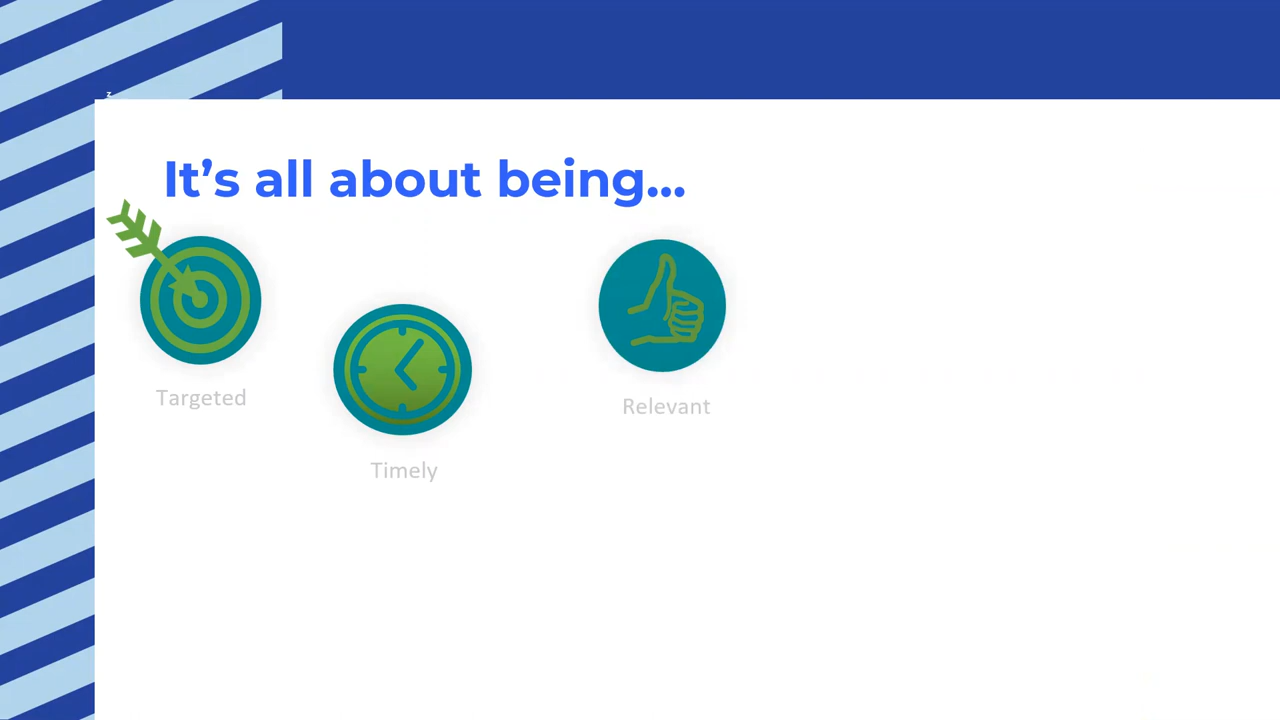 z
It’s all about being...
Targeted
Timely
Relevant